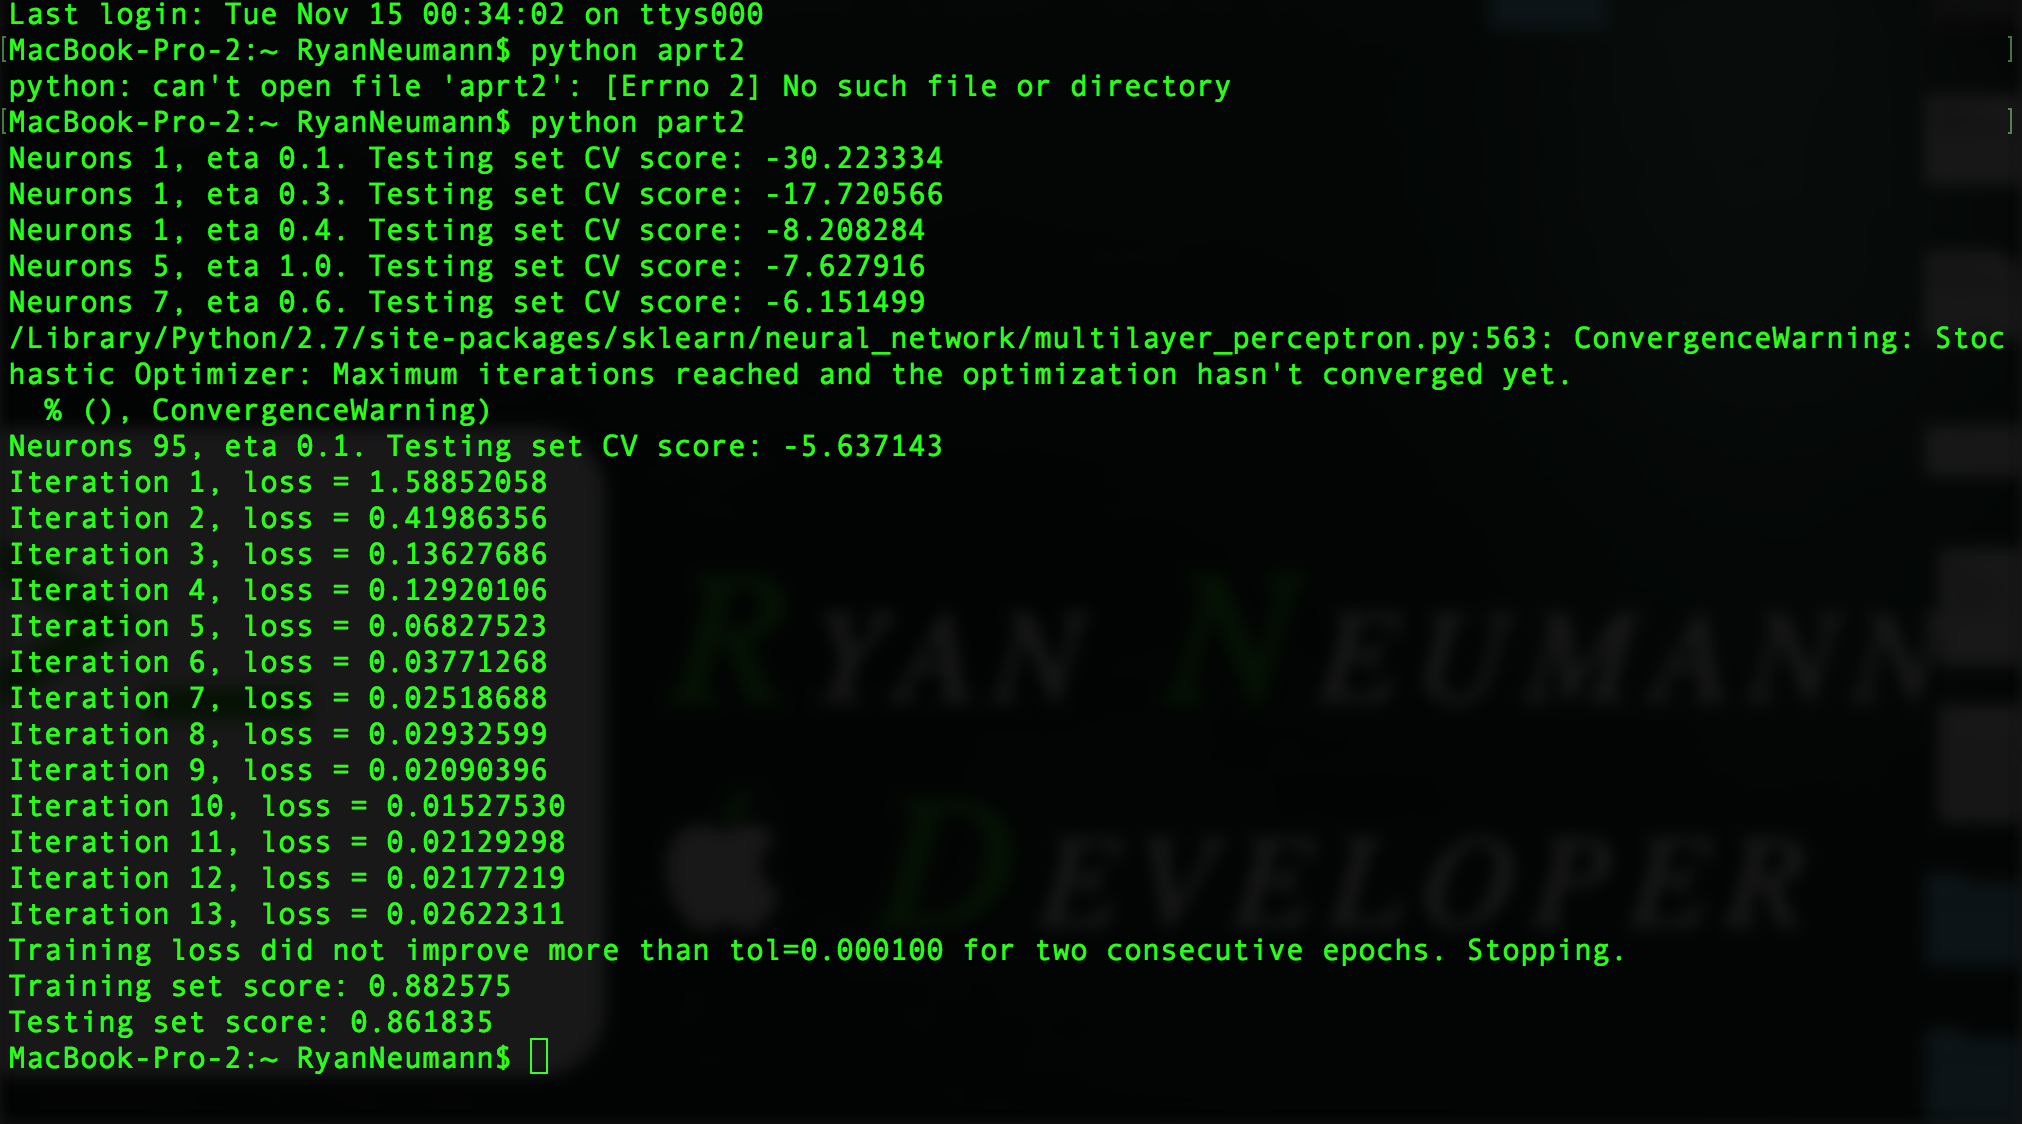 Last login: Tue Nov 15 00:34:02 on ttys000
[MacBook-Pro-2:~ RyanNeumann$ python aprt2 ]
python: can't open file 'aprt2': [Errno 2] No such file or directory
[MacBook-Pro-2:~ RyanNeumann$ python part2 ]
Neurons 1, eta 0.1. Testing set CV score: -30.223334
Neurons 1, eta 0.3. Testing set CV score: -17.720566
Neurons 1, eta 0.4. Testing set CV score: -8.208284
Neurons 5, eta 1.0. Testing set CV score: -7.627916
Neurons 7, eta 0.6. Testing set CV score: -6.151499
/Library/Python/2.7/site-packages/sklearn/neural_network/multilayer_perceptron.py:563: ConvergenceWarning: Stoc
hastic Optimizer: Maximum iterations reached and the optimization hasn't converged yet.
  % (), ConvergenceWarning)
Neurons 95, eta 0.1. Testing set CV score: -5.637143
Iteration 1, loss = 1.58852058
Iteration 2, loss = 0.41986356
Iteration 3, loss = 0.13627686
Iteration 4, loss = 0.12920106
Iteration 5, loss = 0.06827523
Iteration 6, loss = 0.03771268
Iteration 7, loss = 0.02518688
Iteration 8, loss = 0.02932599
Iteration 9, loss = 0.02090396
Iteration 10, loss = 0.01527530
Iteration 11, loss = 0.02129298
Iteration 12, loss = 0.02177219
Iteration 13, loss = 0.02622311
Training loss did not improve more than tol=0.000100 for two consecutive epochs. Stopping.
Training set score: 0.882575
Testing set score: 0.861835
MacBook-Pro-2:~ RyanNeumann$
RYAN NEUMANN
DEVELOPER